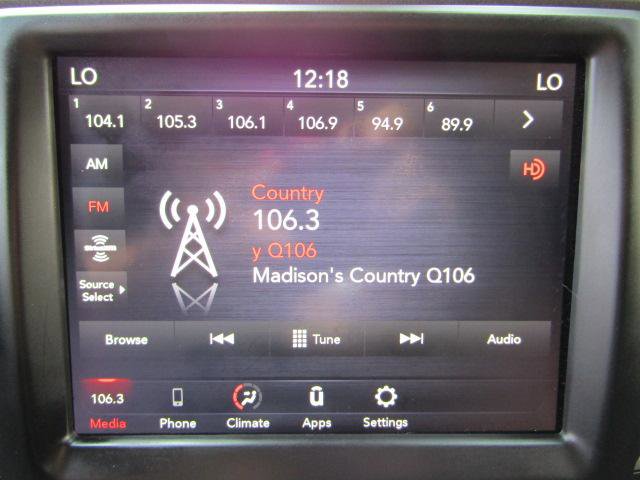 LO 12:18 LO
1 104.1 2 105.3 3 106.1 4 106.9 5 94.9 6 89.9
AM
HD
FM
Country
106.3
y Q106
Madison's Country Q106
SiriusXM
Source
Select
Browse Tune Audio
106.3
Media Phone Climate Apps Settings